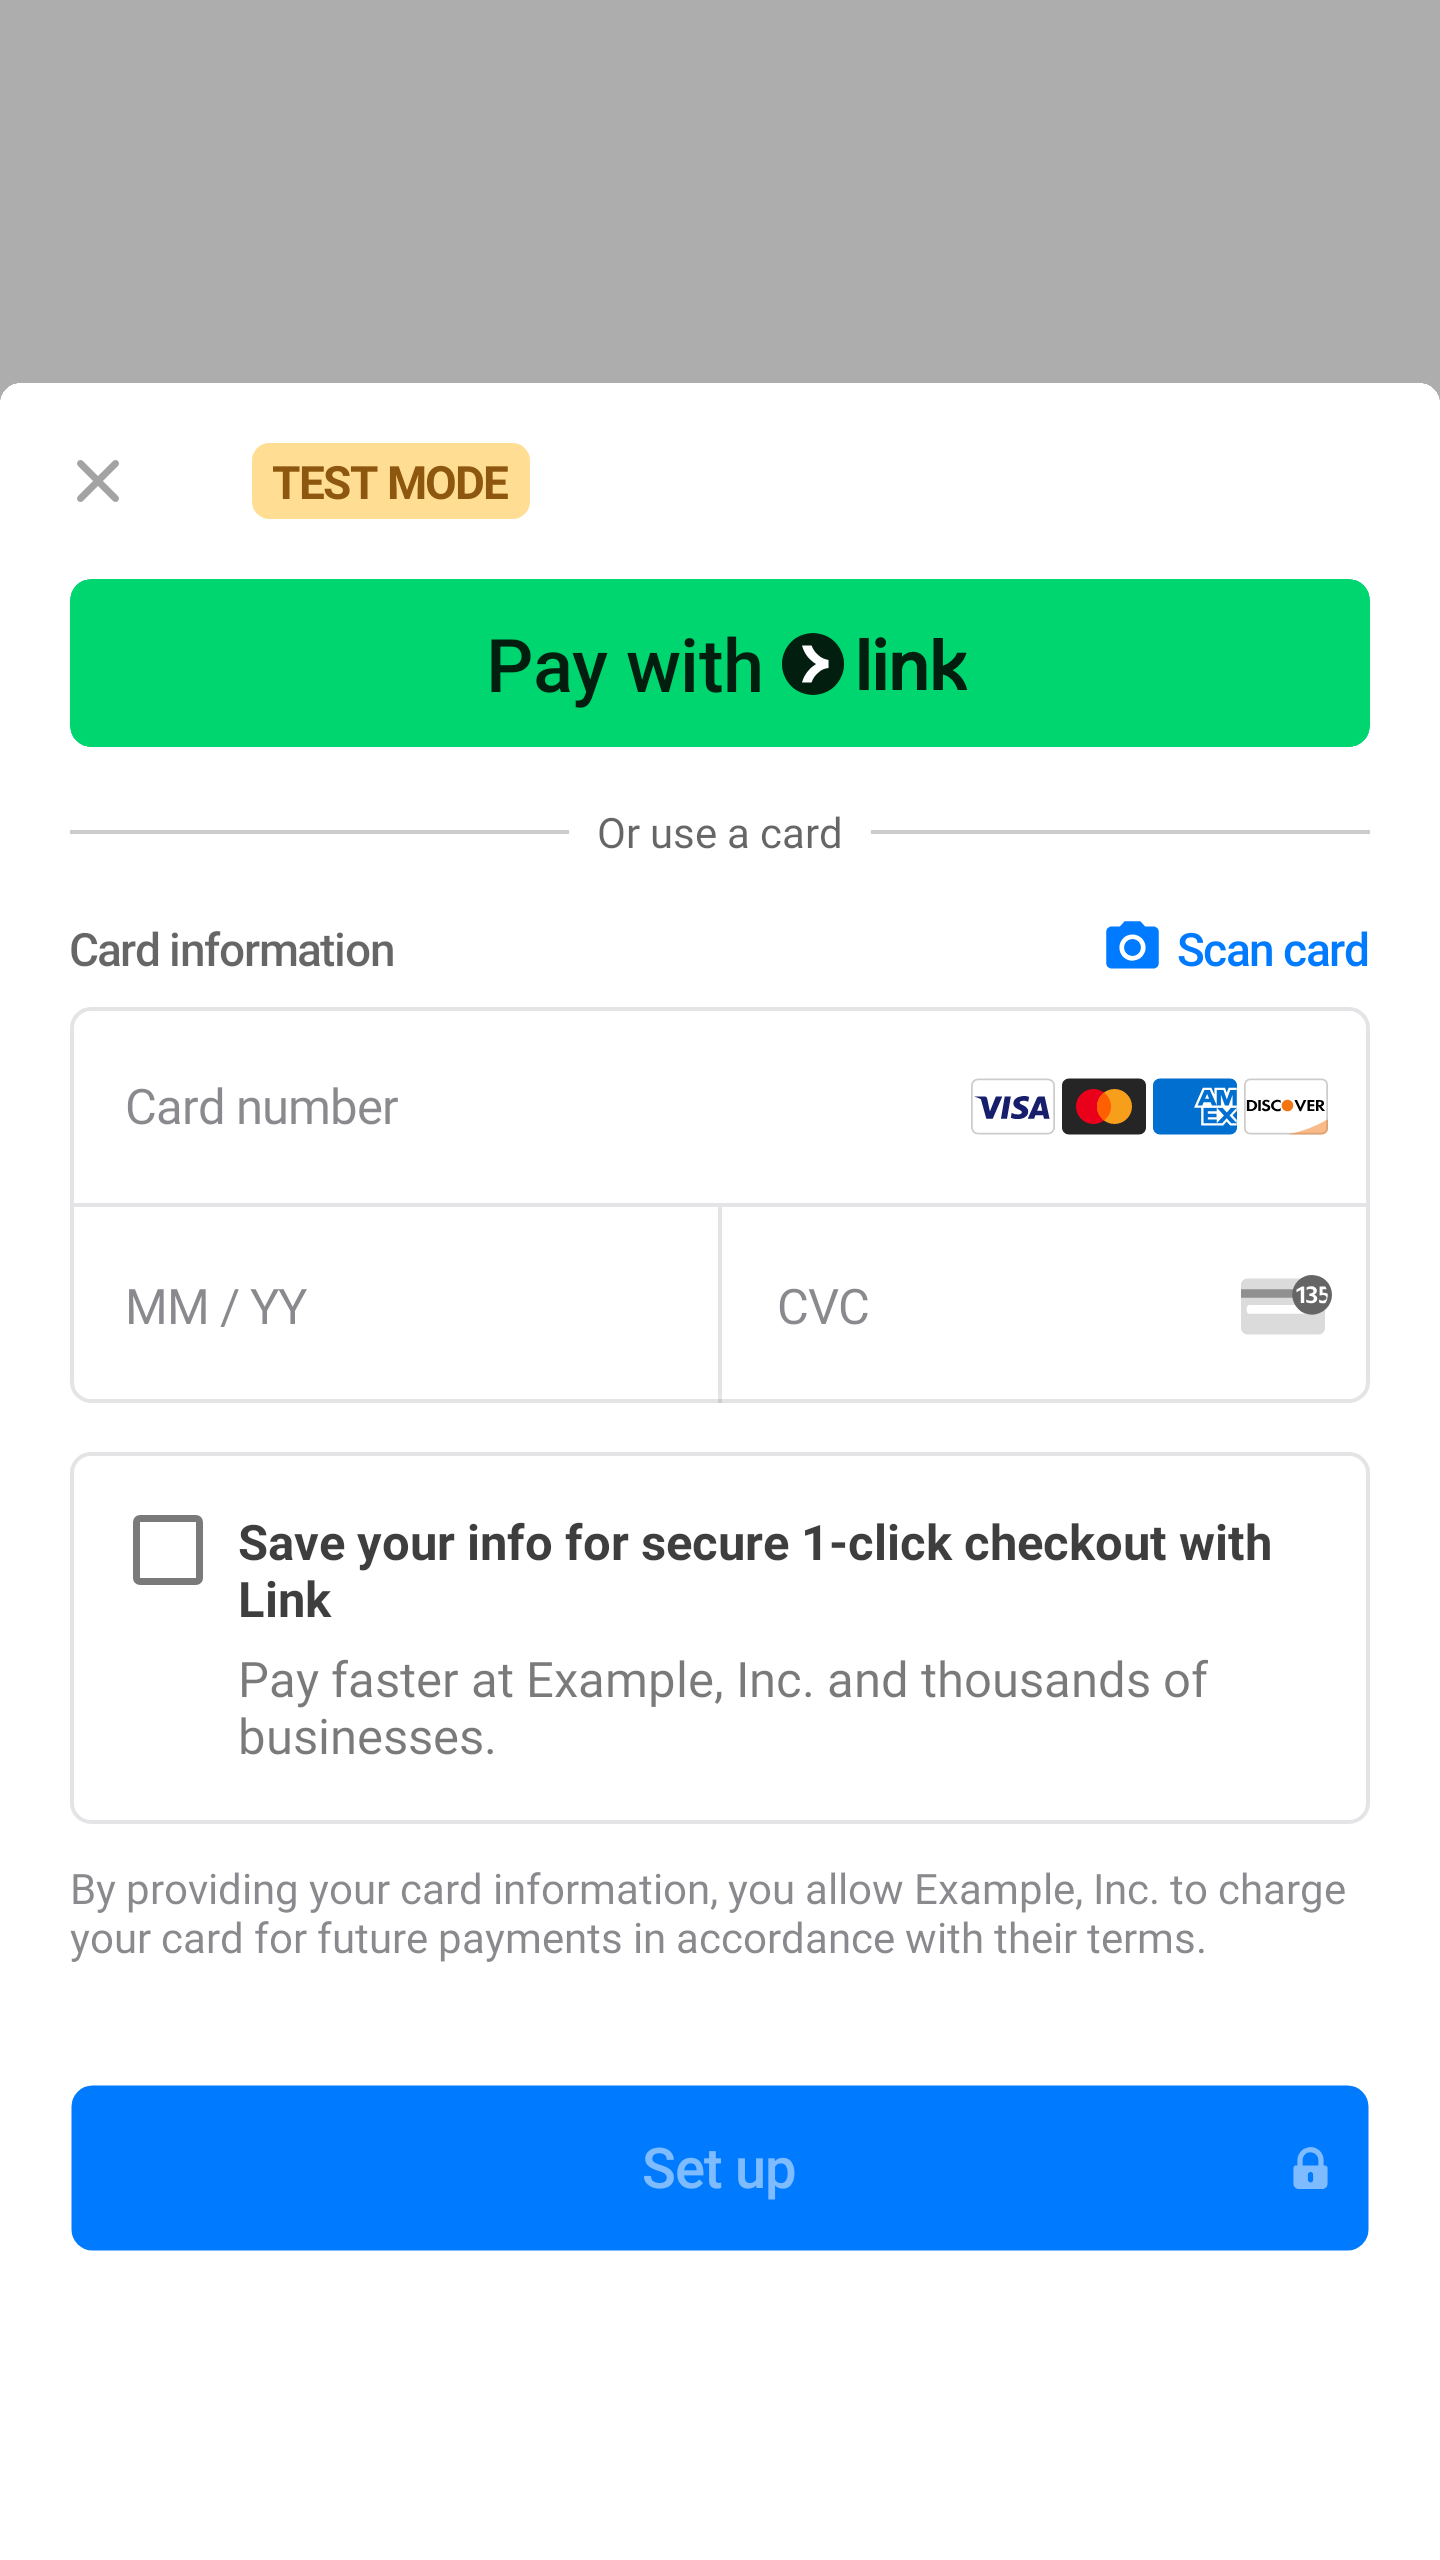 TEST MODE
Pay with link
Or use a card
Card information
Scan card
Card number
VISA
AM
EX
DISCOVER
MM / YY
CVC
135
Save your info for secure 1-click checkout with
Link
Pay faster at Example, Inc. and thousands of
businesses.
By providing your card information, you allow Example, Inc. to charge
your card for future payments in accordance with their terms.
Set up